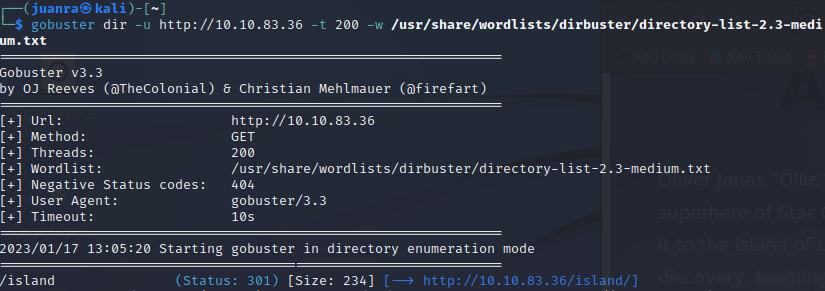 ┌──(juanra㉿kali)-[~]
└─$ gobuster dir -u http://10.10.83.36 -t 200 -w /usr/share/wordlists/dirbuster/directory-list-2.3-medi
um.txt
===============================================================
Gobuster v3.3
by OJ Reeves (@TheColonial) & Christian Mehlmauer (@firefart)
===============================================================
[+] Url:                     http://10.10.83.36
[+] Method:                  GET
[+] Threads:                 200
[+] Wordlist:                /usr/share/wordlists/dirbuster/directory-list-2.3-medium.txt
[+] Negative Status codes:   404
[+] User Agent:              gobuster/3.3
[+] Timeout:                 10s
===============================================================
2023/01/17 13:05:20 Starting gobuster in directory enumeration mode
===============================================================
/island               (Status: 301) [Size: 234] [--> http://10.10.83.36/island/]
Kali Linux
Kali Tools
Oliver Jonas "Ollie
superhero of Star
it to the island of L
discovery, learning